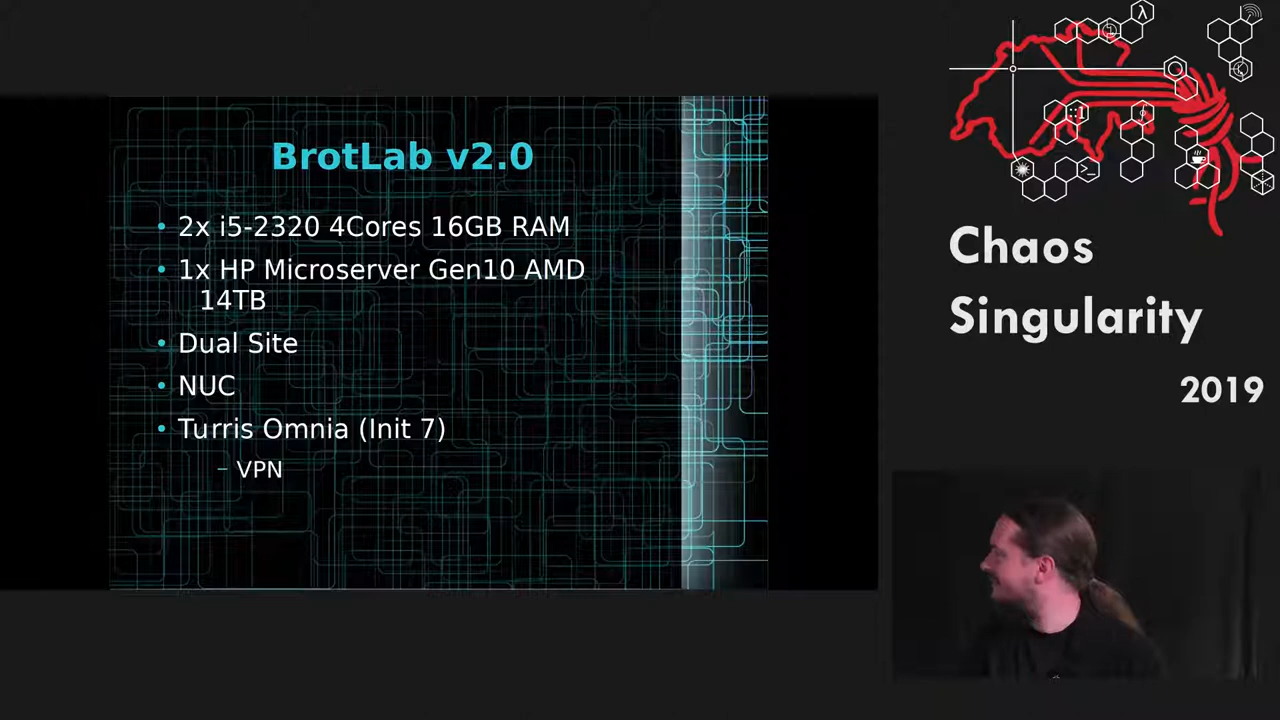 BrotLab v2.0
• 2x i5-2320 4Cores 16GB RAM
• 1x HP Microserver Gen10 AMD
14TB
• Dual Site
• NUC
• Turris Omnia (Init 7)
– VPN
λ
>_
Chaos
Singularity
2019